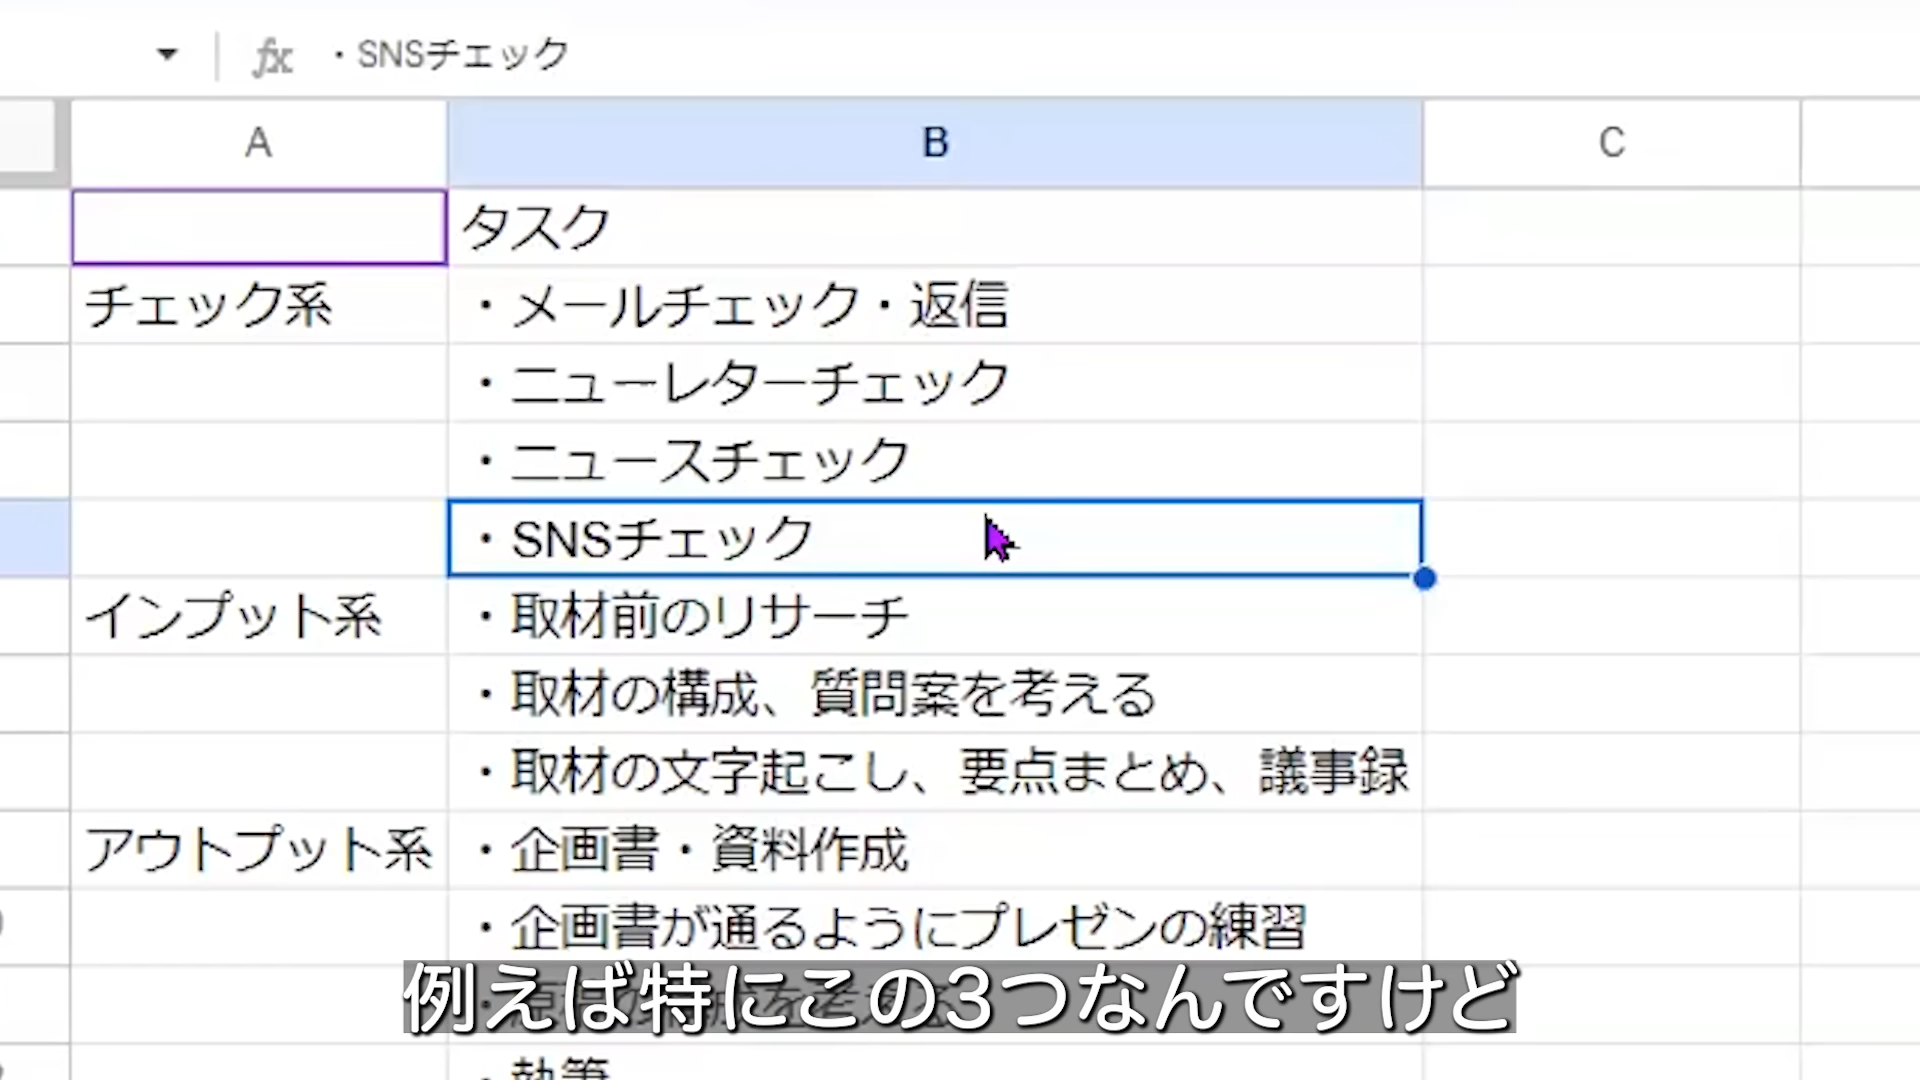 fx ・SNSチェック
A B C
タスク
チェック系 ・メールチェック・返信
・ニューレターチェック
・ニュースチェック
・SNSチェック
インプット系 ・取材前のリサーチ
・取材の構成、質問案を考える
・取材の文字起こし、要点まとめ、議事録
アウトプット系 ・企画書・資料作成
・企画書が通るようにプレゼンの練習
例えば特にこの3つなんですけど
・執筆